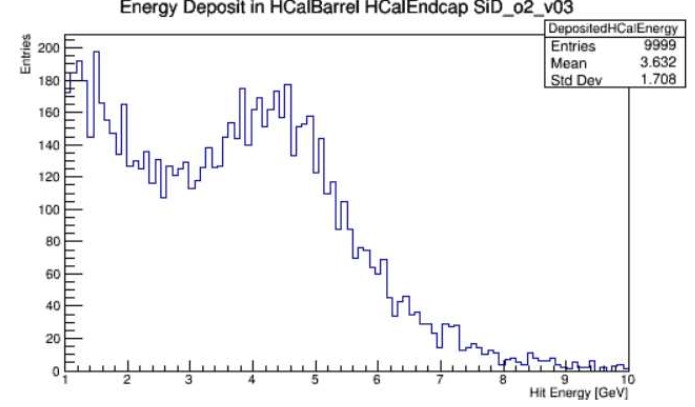 Energy Deposit in HCalBarrel HCalEndcap SiD_o2_v03
DepositedHCalEnergy
Entries 9999
Mean 3.632
Std Dev 1.708
Entries
200
180
160
140
120
100
80
60
40
20
0
1 2 3 4 5 6 7 8 9 10
Hit Energy [GeV]